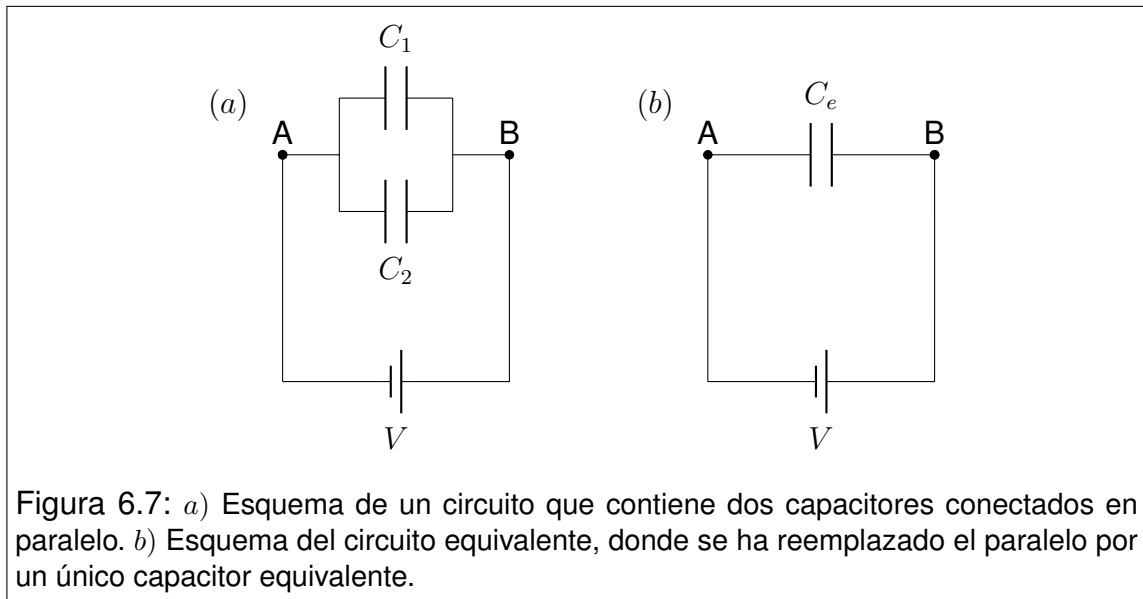 C1
(a)
A
B
C2
V
(b)
Ce
A
B
V
Figura 6.7: a) Esquema de un circuito que contiene dos capacitores conectados en
paralelo. b) Esquema del circuito equivalente, donde se ha reemplazado el paralelo por
un único capacitor equivalente.